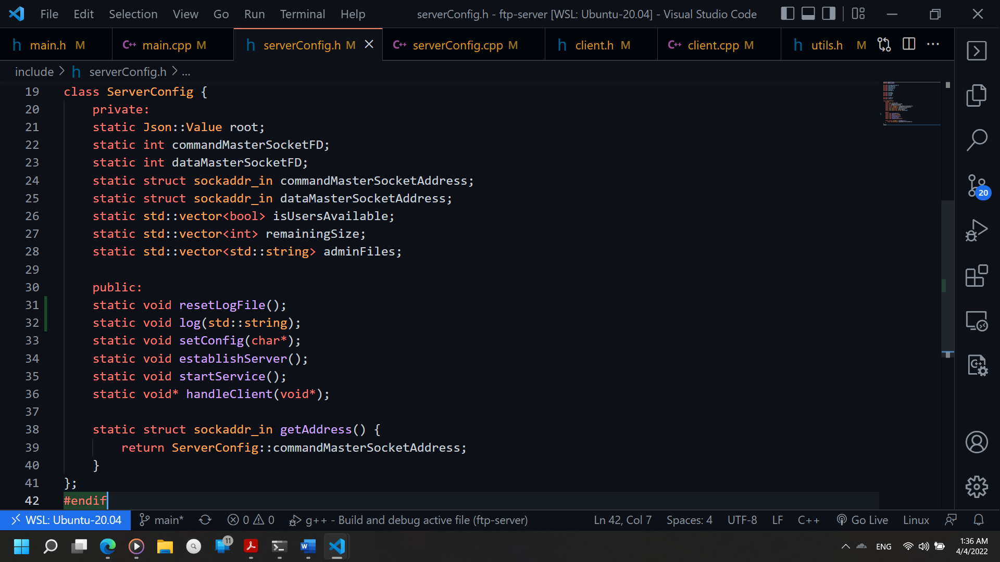 File Edit Selection View Go Run Terminal Help serverConfig.h - ftp-server [WSL: Ubuntu-20.04] - Visual Studio Code
h main.h M C++ main.cpp M h serverConfig.h M C++ serverConfig.cpp M h client.h M C++ client.cpp M h utils.h M
include > h serverConfig.h > ...
19 class ServerConfig {
20 private:
21 static Json::Value root;
22 static int commandMasterSocketFD;
23 static int dataMasterSocketFD;
24 static struct sockaddr_in commandMasterSocketAddress;
25 static struct sockaddr_in dataMasterSocketAddress;
26 static std::vector<bool> isUsersAvailable;
27 static std::vector<int> remainingSize;
28 static std::vector<std::string> adminFiles;
29
30 public:
31 static void resetLogFile();
32 static void log(std::string);
33 static void setConfig(char*);
34 static void establishServer();
35 static void startService();
36 static void* handleClient(void*);
37
38 static struct sockaddr_in getAddress() {
39 return ServerConfig::commandMasterSocketAddress;
40 }
41 };
42 #endif
20
C++
WSL: Ubuntu-20.04 main* 0 0 g++ - Build and debug active file (ftp-server) Ln 42, Col 7 Spaces: 4 UTF-8 LF C++ Go Live Linux
11 W ENG 1:36 AM
4/4/2022